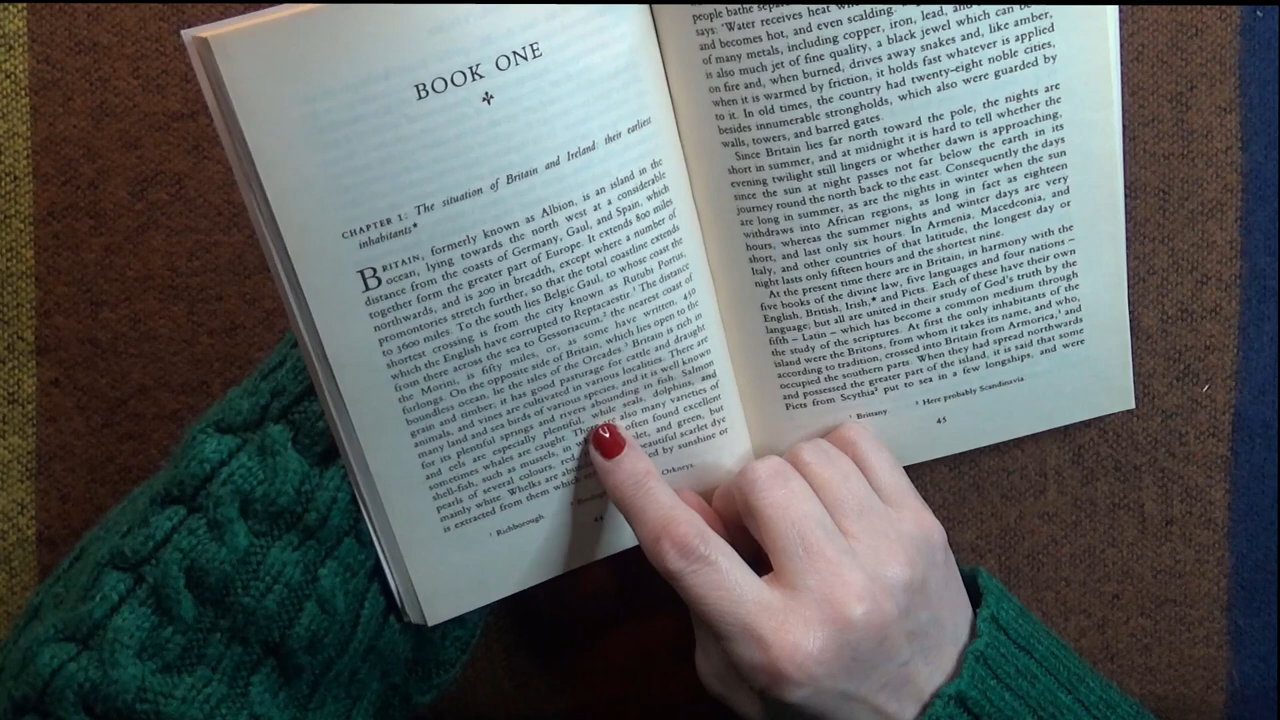 BOOK ONE
CHAPTER 1: The situation of Britain and Ireland: their earliest
inhabitants*
BRITAIN, formerly known as Albion, is an island in the
ocean, lying towards the north west at a considerable
distance from the coasts of Germany, Gaul, and Spain, which
together form the greater part of Europe. It extends 800 miles
northwards, and is 200 in breadth, except where a number of
promontories stretch further, so that the total coastline extends
to 3600 miles. To the south lies Belgic Gaul, to whose coast the
shortest crossing is from the city known as Rutubi Portus,
which the English have corrupted to Reptacaestir.¹ The distance
from there across the sea to Gessoriacum,² the nearest coast of
the Morini, is fifty miles, or, as some have written, 450
furlongs. On the opposite side of Britain, which lies open to the
boundless ocean, lie the isles of the Orcades.³ Britain is rich in
grain and timber; it has good pasturage for cattle and draught
animals, and vines are cultivated in various localities. There are
many land and sea birds of various species, and it is well known
for its plentiful springs and rivers abounding in fish. Salmon
and eels are especially plentiful, while seals, dolphins, and
sometimes whales are caught. There are also many varieties of
shell-fish, such as mussels, in often found excellent
pearls of several colours, red and green, but
mainly white. Whelks are beautiful scarlet dye
is extracted from them which by sunshine or
¹ Richborough. Orkneys.
44
people bathe
says: 'Water receives heat
and becomes hot, and even scalding.'
of many metals, including copper, iron, lead, and
is also much jet of fine quality, a black jewel which can be
on fire and, when burned, drives away snakes and, like amber,
when it is warmed by friction, it holds fast whatever is applied
to it. In old times, the country had twenty-eight noble cities,
besides innumerable strongholds, which also were guarded by
walls, towers, and barred gates.
Since Britain lies far north toward the pole, the nights are
short in summer, and at midnight it is hard to tell whether the
evening twilight still lingers or whether dawn is approaching,
since the sun at night passes not far below the earth in its
journey round the north back to the east. Consequently the days
are long in summer, as are the nights in winter when the sun
withdraws into African regions, as long in fact as eighteen
hours, whereas the summer nights and winter days are very
short, and last only six hours. In Armenia, Macedonia, and
Italy, and other countries of that latitude, the longest day or
night lasts only fifteen hours and the shortest nine.
At the present time there are in Britain, in harmony with the
five books of the divine law, five languages and four nations –
English, British, Irish,* and Picts. Each of these have their own
language; but all are united in their study of God's truth by the
fifth – Latin – which has become a common medium through
the study of the scriptures. At first the only inhabitants of the
island were the Britons, from whom it takes its name, and who,
according to tradition, crossed into Britain from Armorica,¹ and
occupied the southern parts. When they had spread northwards
and possessed the greater part of the island, it is said that some
Picts from Scythia² put to sea in a few longships, and were
¹ Brittany. ² Here probably Scandinavia
45